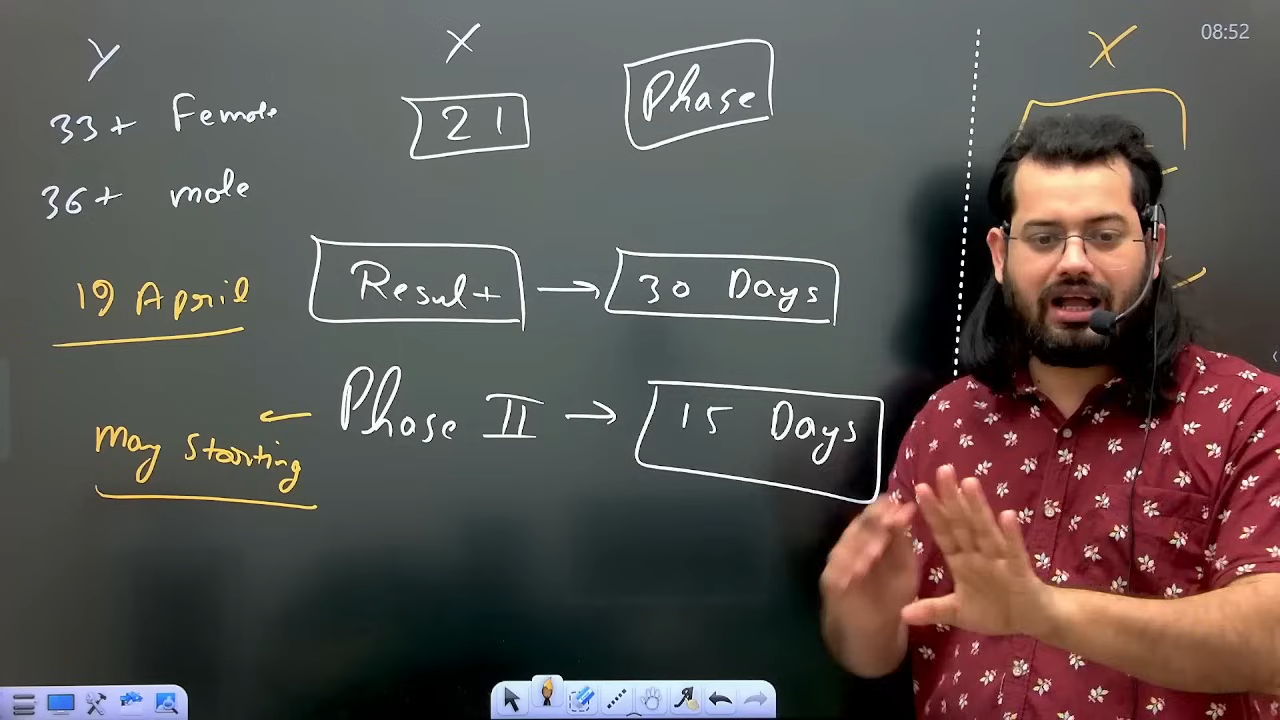 08:52
Y X X
33+ Female 21 Phase
36+ male
19 April Result → 30 Days
May Starting ← Phase II → 15 Days